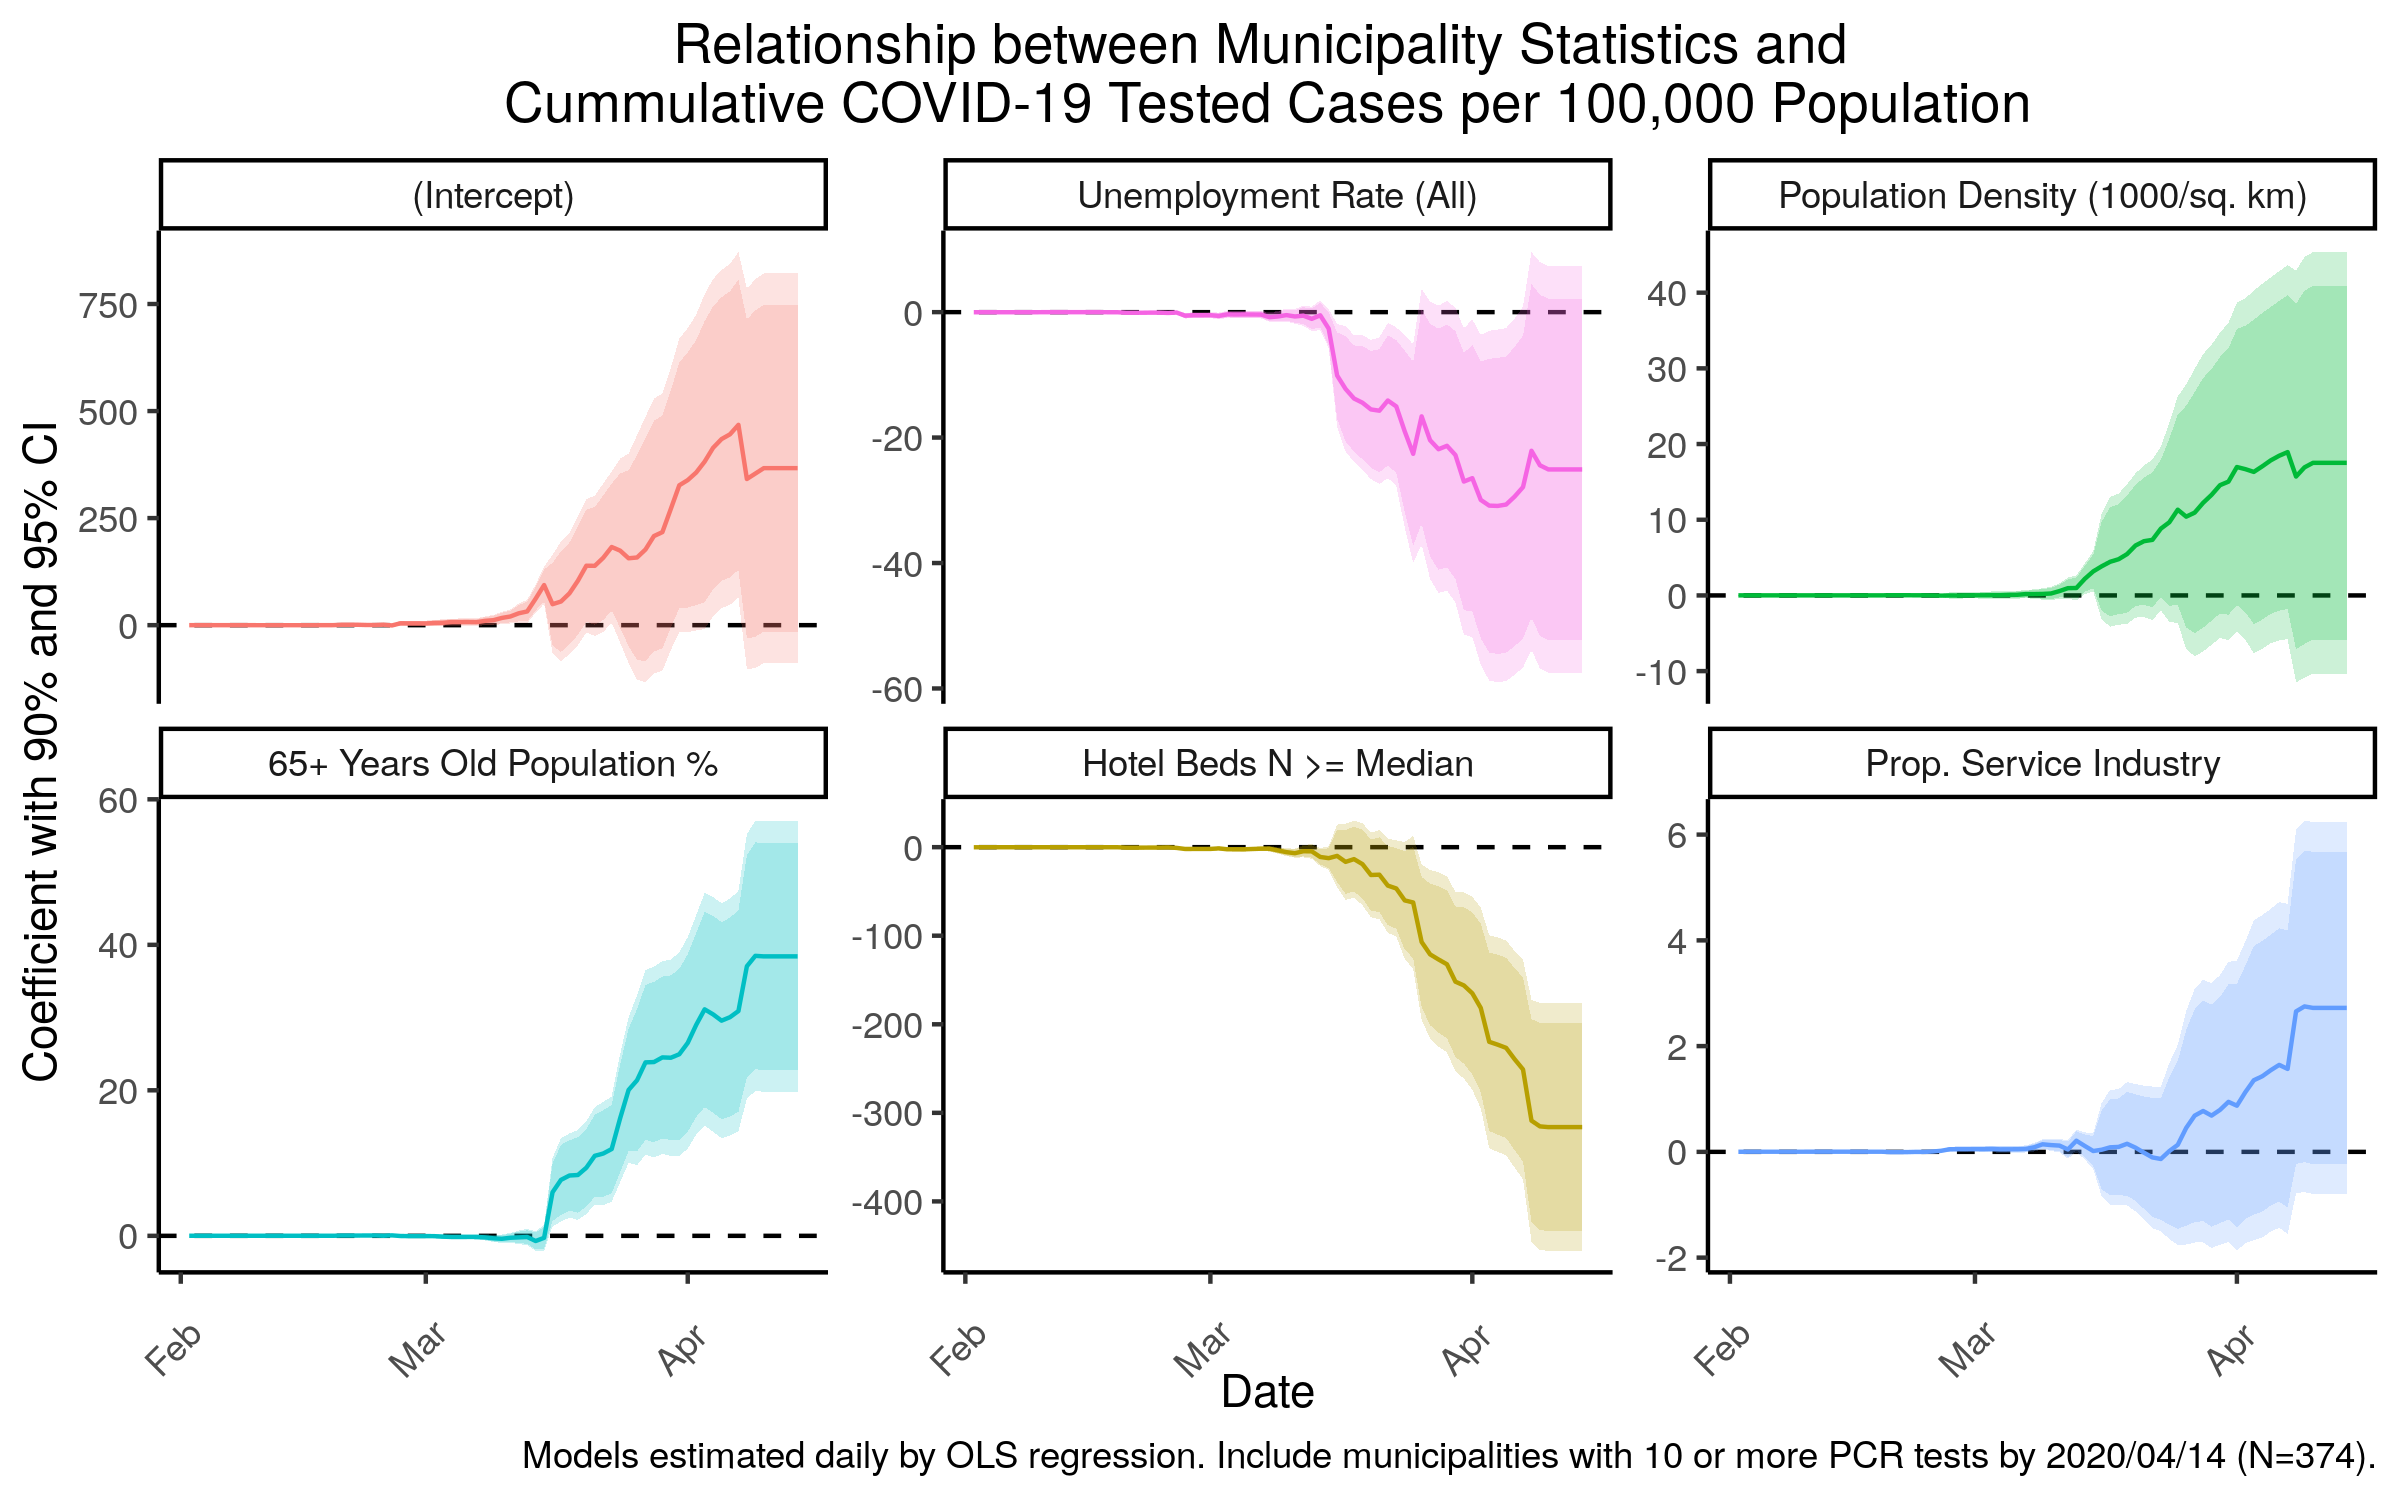 Relationship between Municipality Statistics and
Cummulative COVID-19 Tested Cases per 100,000 Population
Coefficient with 90% and 95% CI
(Intercept)
750
500
250
0
Unemployment Rate (All)
0
-20
-40
-60
Population Density (1000/sq. km)
40
30
20
10
0
-10
65+ Years Old Population %
60
40
20
0
Feb
Mar
Apr
Hotel Beds N >= Median
0
-100
-200
-300
-400
Feb
Mar
Apr
Prop. Service Industry
6
4
2
0
-2
Feb
Mar
Apr
Date
Models estimated daily by OLS regression. Include municipalities with 10 or more PCR tests by 2020/04/14 (N=374).